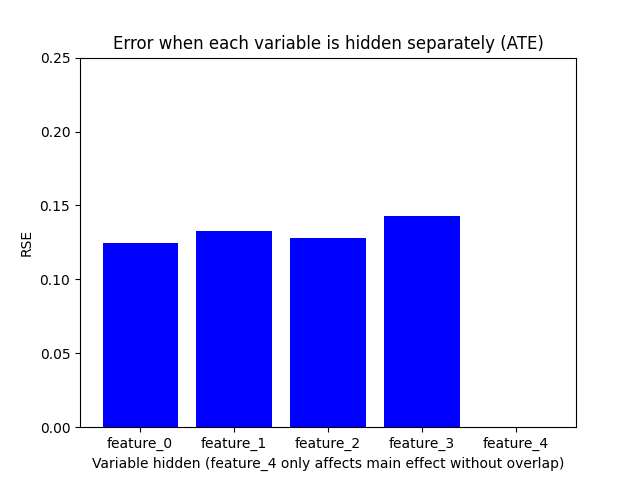 Error when each variable is hidden separately (ATE)
0.25
0.20
0.15
0.10
0.05
0.00
RSE
feature_0 feature_1 feature_2 feature_3 feature_4
Variable hidden (feature_4 only affects main effect without overlap)